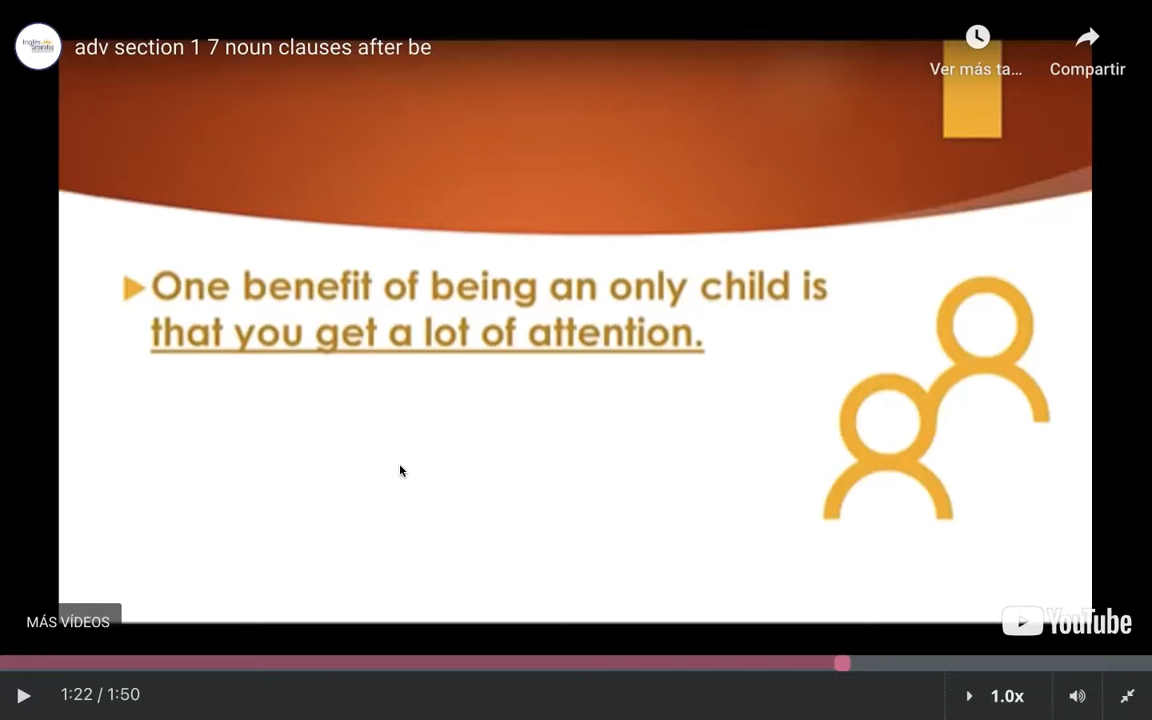 adv section 1 7 noun clauses after be
Ver más ta...
Compartir
One benefit of being an only child is
that you get a lot of attention.
MÁS VÍDEOS
YouTube
1:22 / 1:50
1.0x